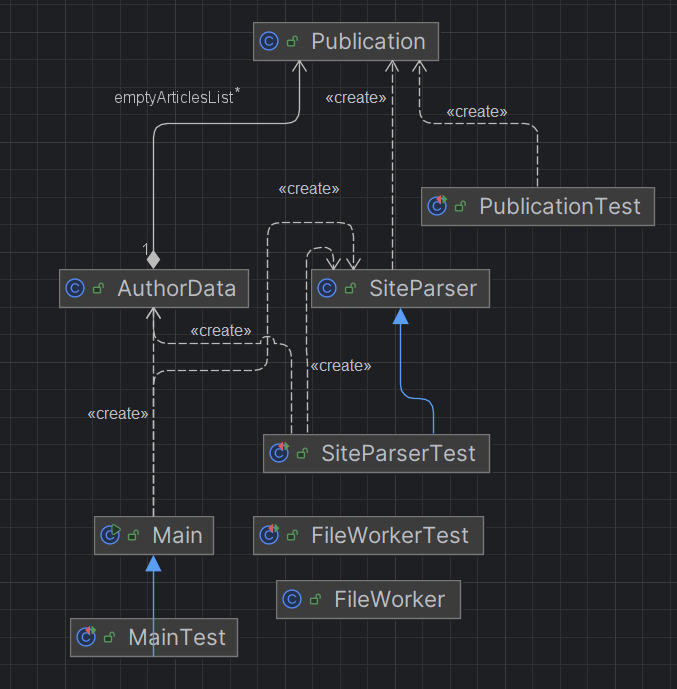 Publication
emptyArticlesList*
«create»
«create»
PublicationTest
«create»
1
AuthorData
SiteParser
«create»
«create»
«create»
SiteParserTest
Main
FileWorkerTest
FileWorker
MainTest